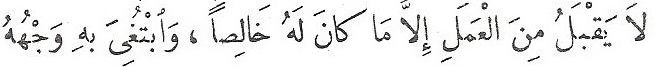 لَا يَقْبَلُ مِنَ الْعَمَلِ إِلَّا مَا كَانَ لَهُ خَالِصاً ، وَابْتُغِىَ بِهِ وَجْهُهُ